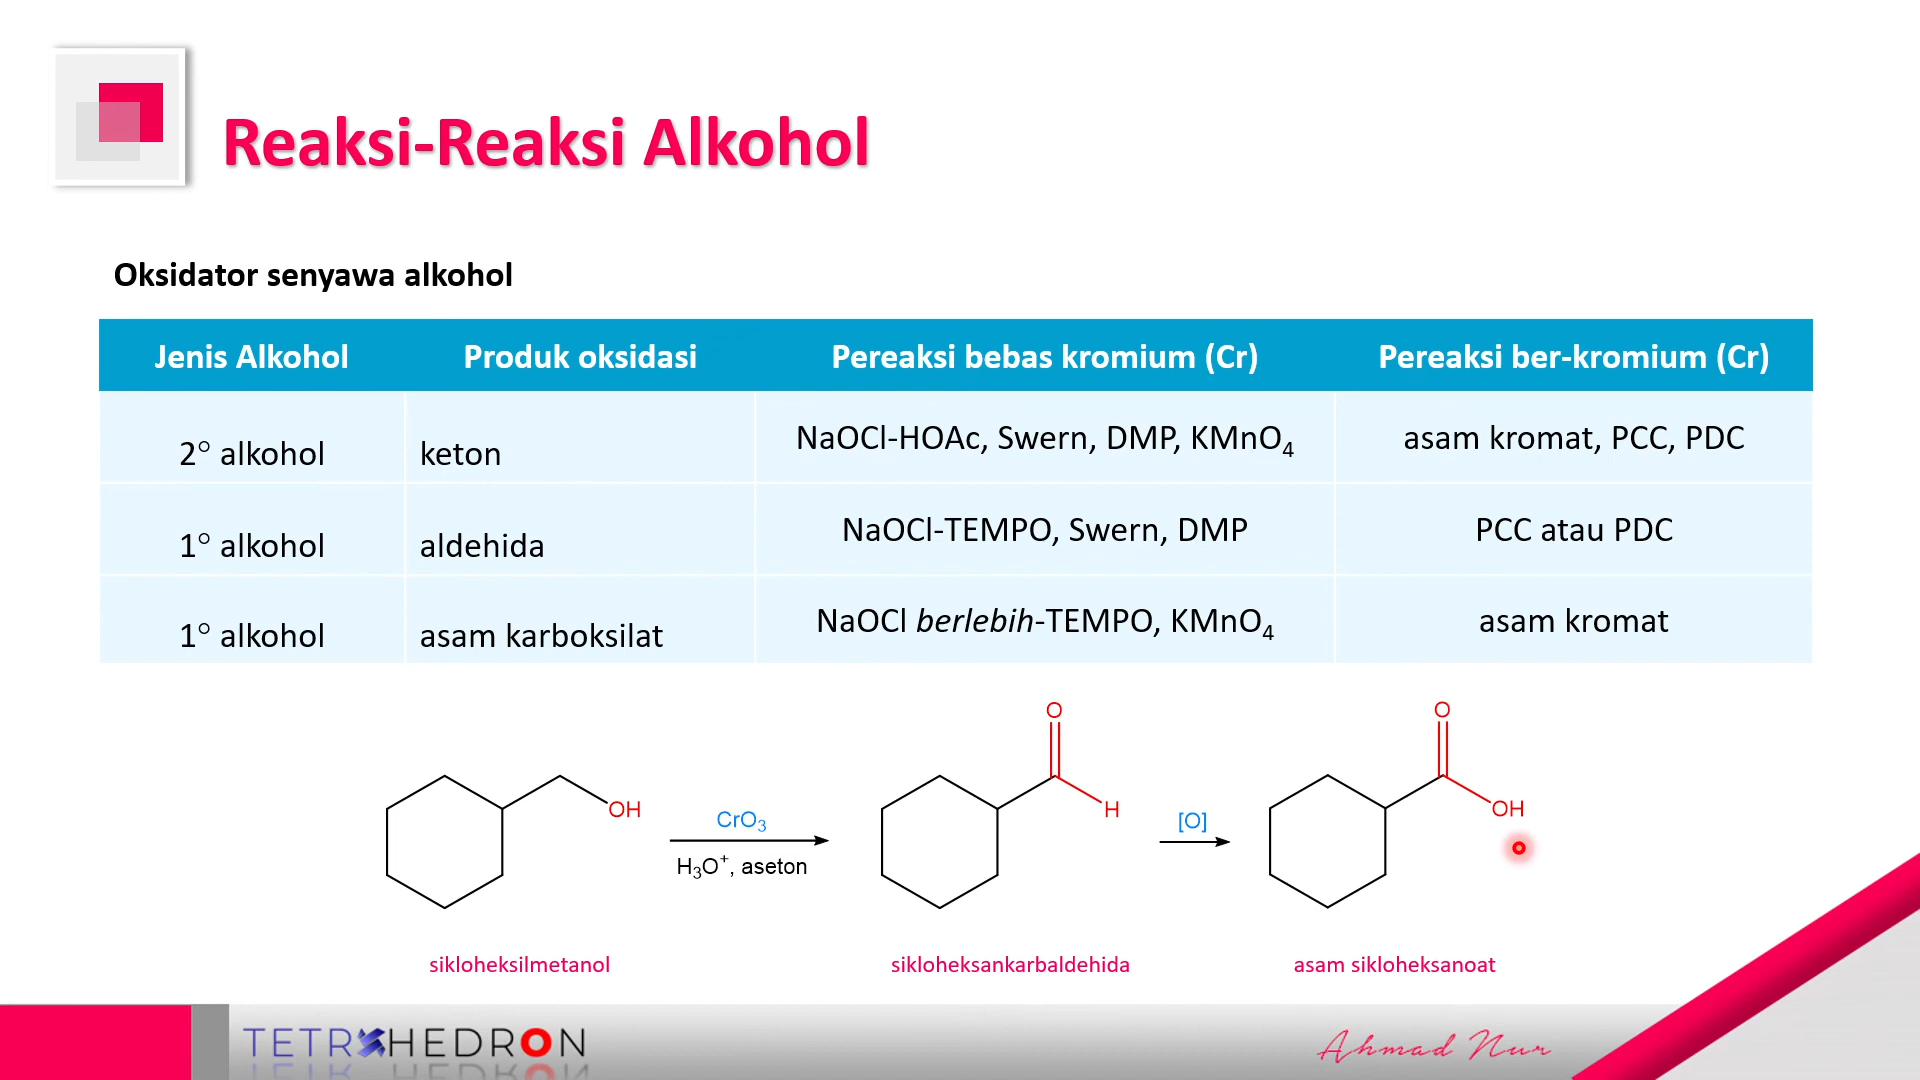 Reaksi-Reaksi Alkohol
Oksidator senyawa alkohol
Jenis Alkohol Produk oksidasi Pereaksi bebas kromium (Cr) Pereaksi ber-kromium (Cr)
2° alkohol keton NaOCl-HOAc, Swern, DMP, KMnO₄ asam kromat, PCC, PDC
1° alkohol aldehida NaOCl-TEMPO, Swern, DMP PCC atau PDC
1° alkohol asam karboksilat NaOCl berlebih-TEMPO, KMnO₄ asam kromat
O O
OH H OH
CrO₃ [O]
H₃O⁺, aseton
sikloheksilmetanol sikloheksankarbaldehida asam sikloheksanoat
TETRAHEDRON Ahmad Nur